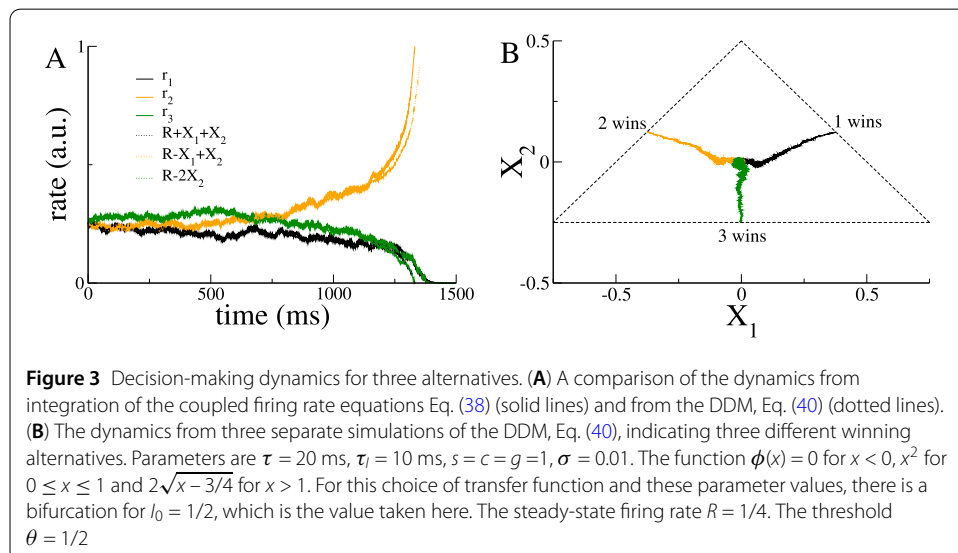 A
1
r₁
r₂
r₃
R+X₁+X₂
R-X₁+X₂
R-2X₂
rate (a.u.)
0
0
500
1000
1500
time (ms)
B
0.5
2 wins
1 wins
X₂
0
3 wins
-0.5
-0.5
0
0.5
X₁
Figure 3 Decision-making dynamics for three alternatives. (A) A comparison of the dynamics from
integration of the coupled firing rate equations Eq. (38) (solid lines) and from the DDM, Eq. (40) (dotted lines).
(B) The dynamics from three separate simulations of the DDM, Eq. (40), indicating three different winning
alternatives. Parameters are τ = 20 ms, τ_I = 10 ms, s = c = g =1, σ = 0.01. The function ϕ(x) = 0 for x < 0, x² for
0 ≤ x ≤ 1 and 2√(x – 3/4) for x > 1. For this choice of transfer function and these parameter values, there is a
bifurcation for I₀ = 1/2, which is the value taken here. The steady-state firing rate R = 1/4. The threshold
θ = 1/2